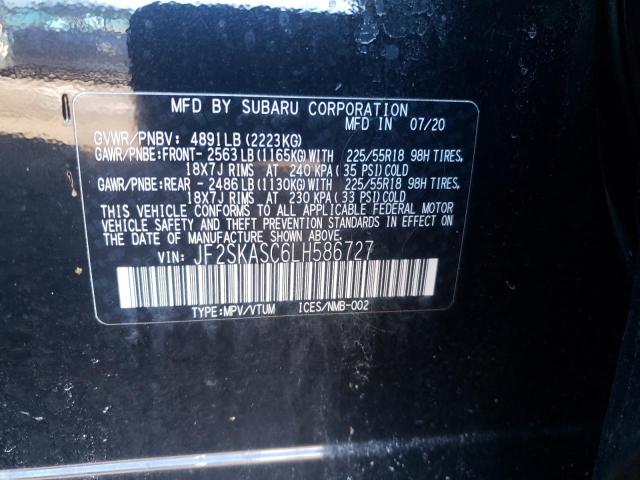 MFD BY SUBARU CORPORATION
MFD IN 07/20
GVWR/PNBV: 4891LB (2223KG)
GAWR/PNBE:FRONT- 2563LB(1165KG)WITH 225/55R18 98H TIRES,
18X7J RIMS AT 240 KPA( 35 PSI)COLD
GAWR/PNBE:REAR - 2486LB(1130KG)WITH 225/55R18 98H TIRES,
18X7J RIMS AT 230 KPA( 33 PSI)COLD
THIS VEHICLE CONFORMS TO ALL APPLICABLE FEDERAL MOTOR
VEHICLE SAFETY AND THEFT PREVENTION STANDARDS IN EFFECT
ON THE DATE OF MANUFACTURE SHOWN ABOVE.
VIN: JF2SKASC6LH586727
TYPE:MPV/VTUM ICES/NMB-002